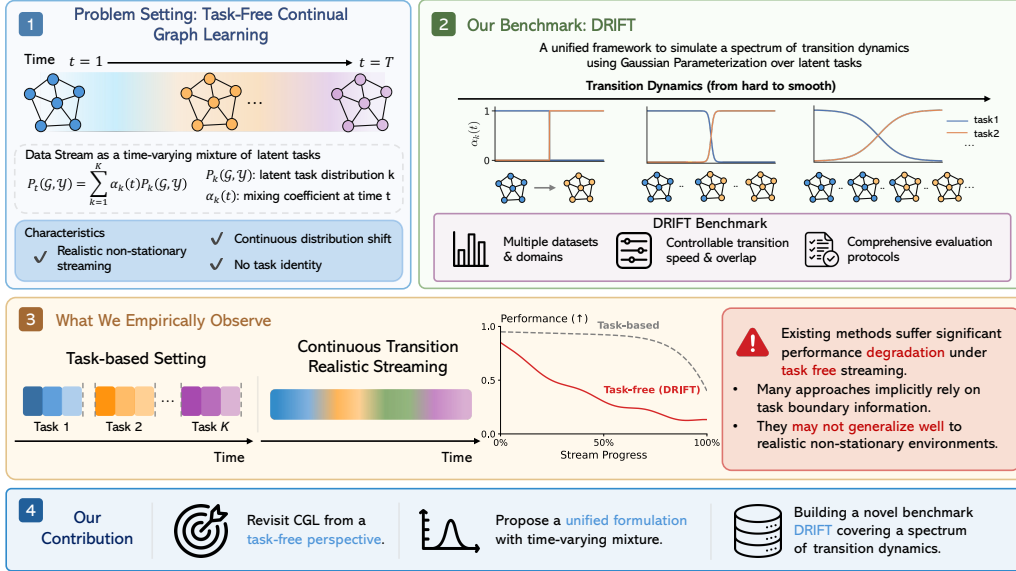 1
Problem Setting: Task-Free Continual
Graph Learning
Time t = 1 t = T
...
Data Stream as a time-varying mixture of latent tasks
P_t(𝒢, 𝒴) = ∑_{k=1}^{K} α_k(t)P_k(𝒢, 𝒴)
P_k(𝒢, 𝒴): latent task distribution k
α_k(t): mixing coefficient at time t
Characteristics
✓ Realistic non-stationary
streaming
✓ Continuous distribution shift
✓ No task identity
2
Our Benchmark: DRIFT
A unified framework to simulate a spectrum of transition dynamics
using Gaussian Parameterization over latent tasks
Transition Dynamics (from hard to smooth)
1
α_k(t)
0
task1
task2
...
DRIFT Benchmark
Multiple datasets
& domains
Controllable transition
speed & overlap
Comprehensive evaluation
protocols
3
What We Empirically Observe
Task-based Setting
...
Task 1 Task 2 Task K
Time
Continuous Transition
Realistic Streaming
Time
Performance (↑)
1.0
0.5
0.0
Task-based
Task-free (DRIFT)
0% 50% 100%
Stream Progress
Existing methods suffer significant
performance degradation under
task free streaming.
• Many approaches implicitly rely on
task boundary information.
• They may not generalize well to
realistic non-stationary environments.
4
Our
Contribution
Revisit CGL from a
task-free perspective.
Propose a unified formulation
with time-varying mixture.
Building a novel benchmark
DRIFT covering a spectrum
of transition dynamics.